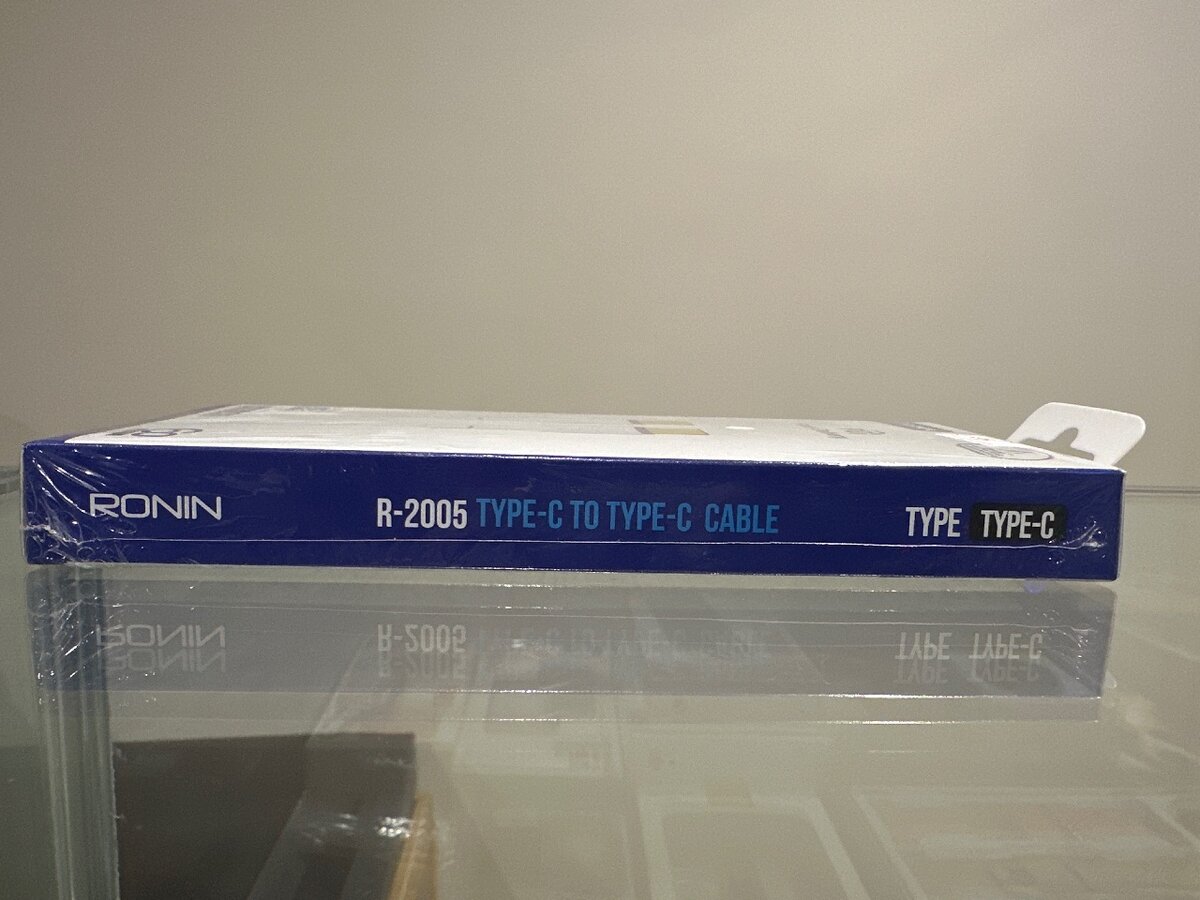 RONIN R-2005 TYPE-C TO TYPE-C CABLE TYPE TYPE-C